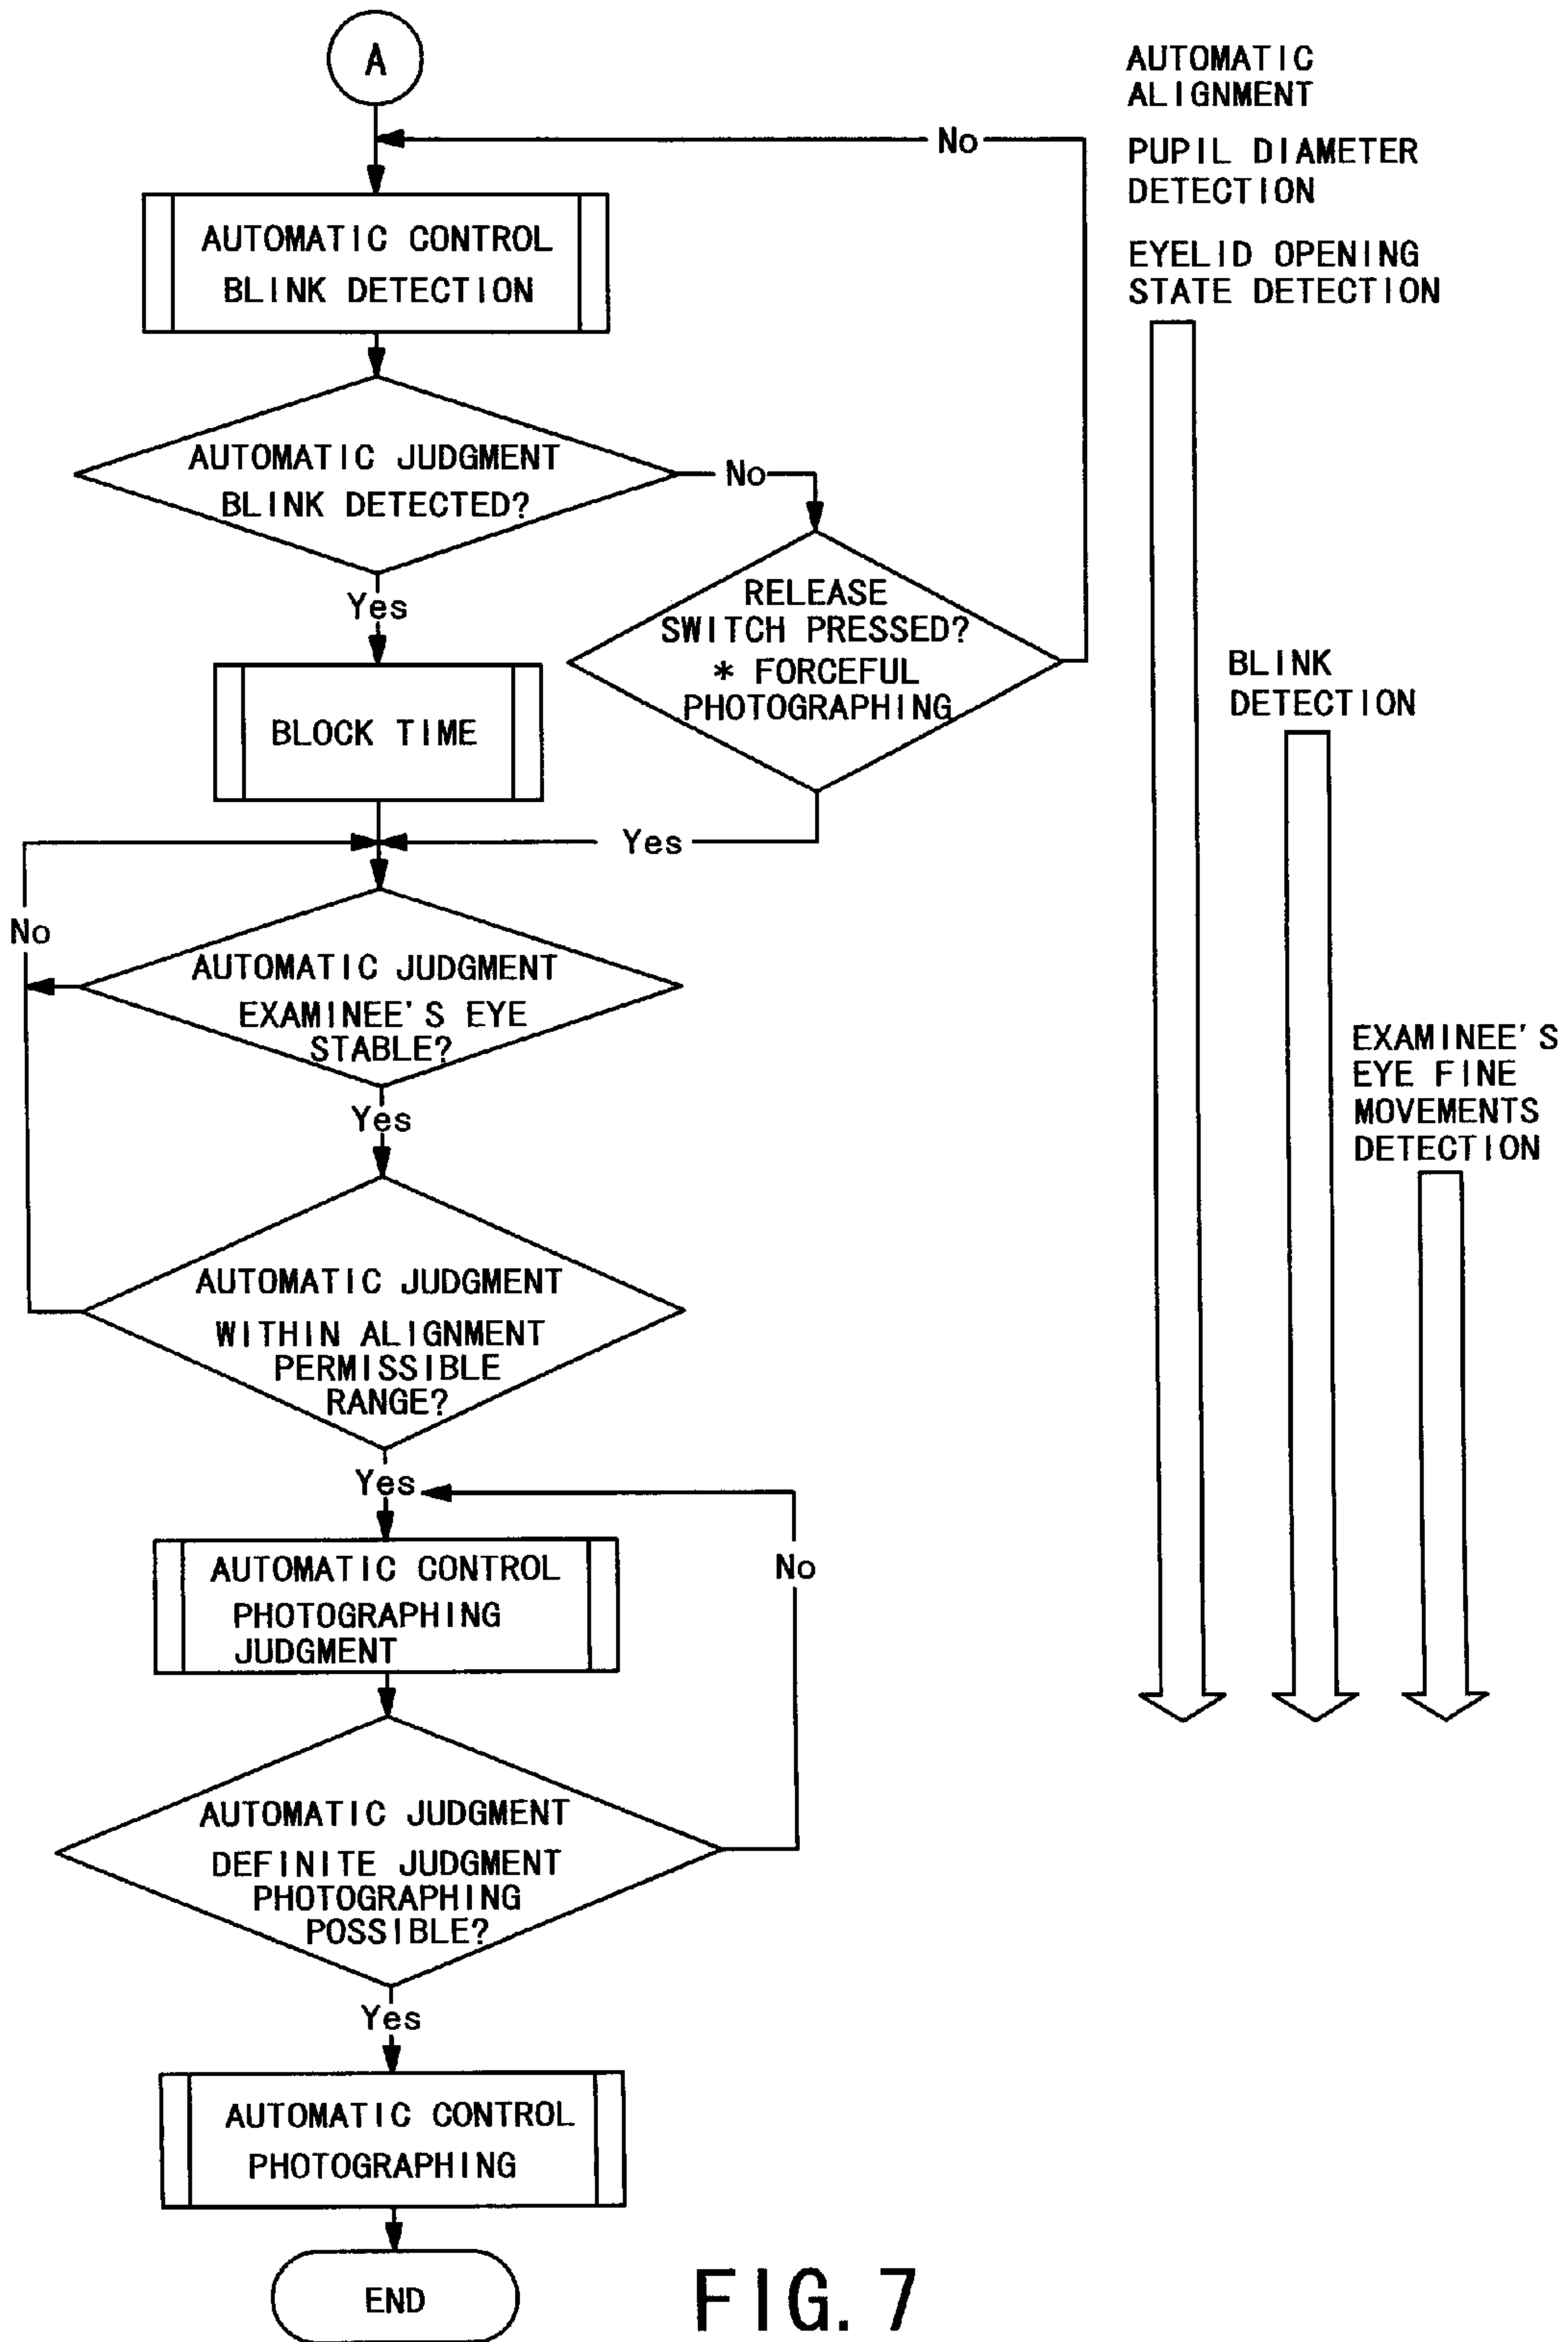 A
No
AUTOMATIC CONTROL
BLINK DETECTION
AUTOMATIC JUDGMENT
BLINK DETECTED?
No
Yes
RELEASE
SWITCH PRESSED?
* FORCEFUL
PHOTOGRAPHING
BLOCK TIME
Yes
No
AUTOMATIC JUDGMENT
EXAMINEE'S EYE
STABLE?
Yes
AUTOMATIC JUDGMENT
WITHIN ALIGNMENT
PERMISSIBLE
RANGE?
Yes
AUTOMATIC CONTROL
PHOTOGRAPHING
JUDGMENT
No
AUTOMATIC JUDGMENT
DEFINITE JUDGMENT
PHOTOGRAPHING
POSSIBLE?
Yes
AUTOMATIC CONTROL
PHOTOGRAPHING
END
AUTOMATIC
ALIGNMENT
PUPIL DIAMETER
DETECTION
EYELID OPENING
STATE DETECTION
BLINK
DETECTION
EXAMINEE'S
EYE FINE
MOVEMENTS
DETECTION
FIG. 7